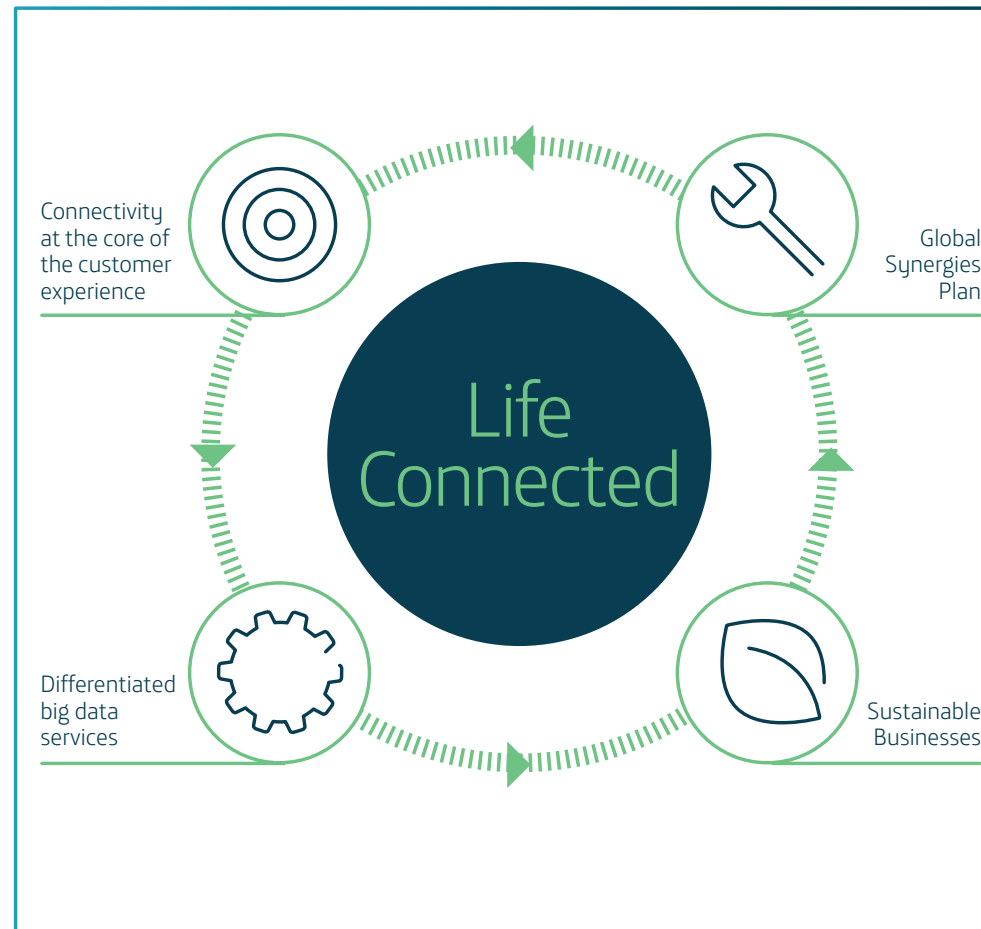 Connectivity
at the core of
the customer
experience
Global
Synergies
Plan
Life
Connected
Differentiated
big data
services
Sustainable
Businesses